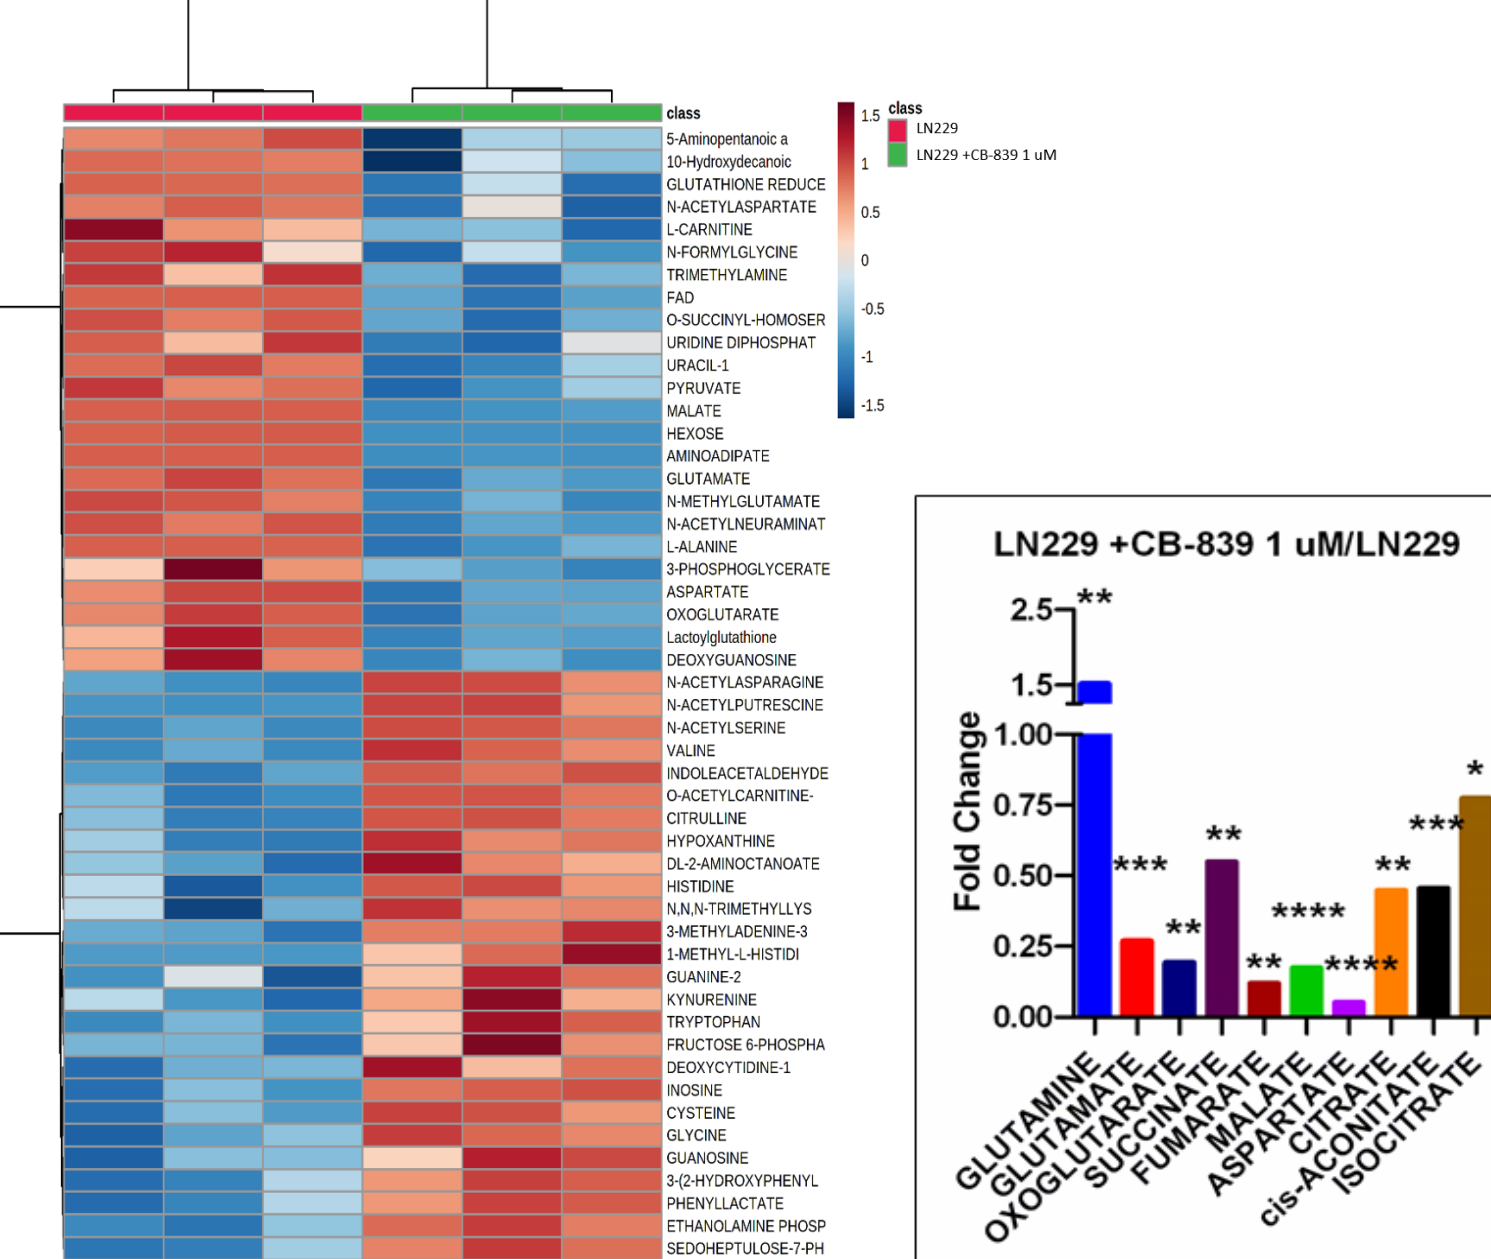 class
5-Aminopentanoic a
10-Hydroxydecanoic
GLUTATHIONE REDUCE
N-ACETYLASPARTATE
L-CARNITINE
N-FORMYLGLYCINE
TRIMETHYLAMINE
FAD
O-SUCCINYL-HOMOSER
URIDINE DIPHOSPHAT
URACIL-1
PYRUVATE
MALATE
HEXOSE
AMINOADIPATE
GLUTAMATE
N-METHYLGLUTAMATE
N-ACETYLNEURAMINAT
L-ALANINE
3-PHOSPHOGLYCERATE
ASPARTATE
OXOGLUTARATE
Lactoylglutathione
DEOXYGUANOSINE
N-ACETYLASPARAGINE
N-ACETYLPUTRESCINE
N-ACETYLSERINE
VALINE
INDOLEACETALDEHYDE
O-ACETYLCARNITINE-
CITRULLINE
HYPOXANTHINE
DL-2-AMINOCTANOATE
HISTIDINE
N,N,N-TRIMETHYLLYS
3-METHYLADENINE-3
1-METHYL-L-HISTIDI
GUANINE-2
KYNURENINE
TRYPTOPHAN
FRUCTOSE 6-PHOSPHA
DEOXYCYTIDINE-1
INOSINE
CYSTEINE
GLYCINE
GUANOSINE
3-(2-HYDROXYPHENYL
PHENYLLACTATE
ETHANOLAMINE PHOSP
SEDOHEPTULOSE-7-PH
1.5
1
0.5
0
-0.5
-1
-1.5
class
LN229
LN229 +CB-839 1 uM
LN229 +CB-839 1 uM/LN229
Fold Change
2.5
1.5
1.00
0.75
0.50
0.25
0.00
**
***
**
**
**
****
****
**
***
*
GLUTAMINE
GLUTAMATE
OXOGLUTARATE
SUCCINATE
FUMARATE
MALATE
ASPARTATE
CITRATE
cis-ACONITATE
ISOCITRATE